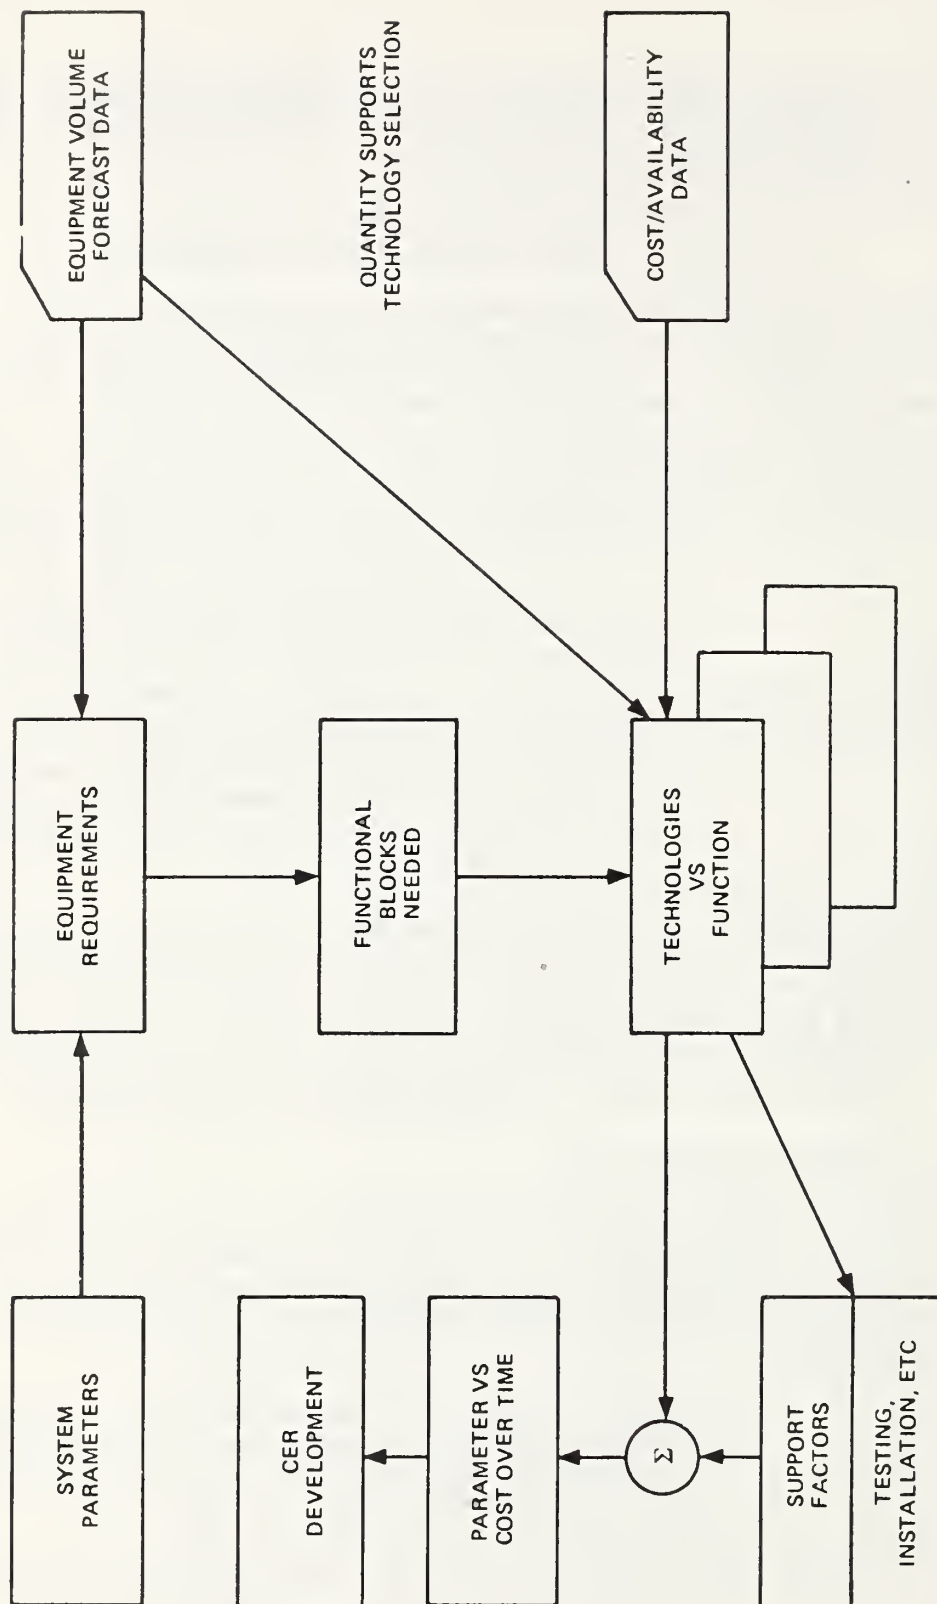 SYSTEM
PARAMETERS
EQUIPMENT
REQUIREMENTS
EQUIPMENT VOLUME
FORECAST DATA
CER
DEVELOPMENT
FUNCTIONAL
BLOCKS
NEEDED
QUANTITY SUPPORTS
TECHNOLOGY SELECTION
PARAMETER VS
COST OVER TIME
Σ
TECHNOLOGIES
VS
FUNCTION
COST/AVAILABILITY
DATA
SUPPORT
FACTORS
TESTING,
INSTALLATION, ETC